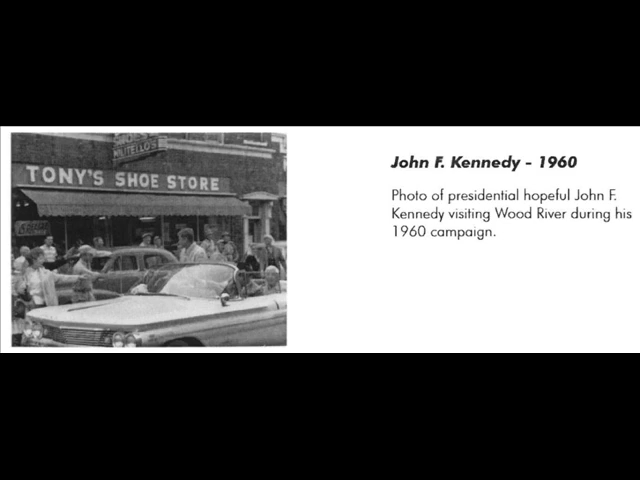 MILITELLO'S
TONY'S SHOE STORE
John F. Kennedy - 1960
Photo of presidential hopeful John F.
Kennedy visiting Wood River during his
1960 campaign.